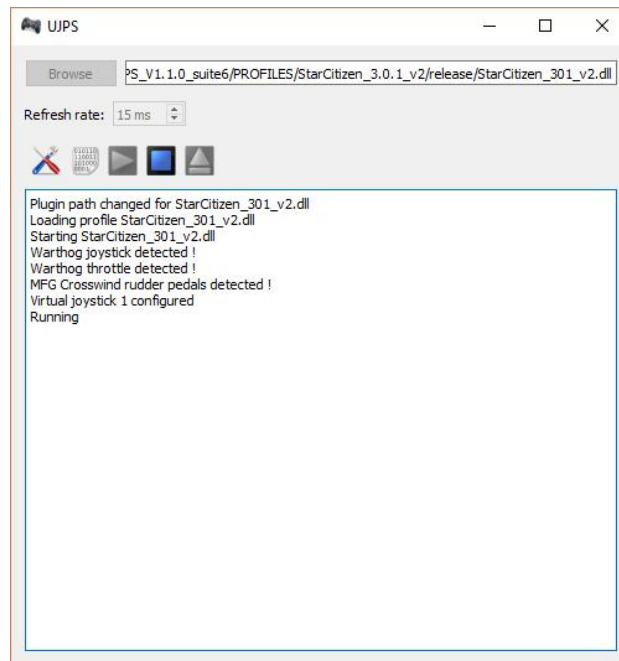 UJPS
Browse PS_V1.1.0_suite6/PROFILES/StarCitizen_3.0.1_v2/release/StarCitizen_301_v2.dll
Refresh rate: 15 ms
Plugin path changed for StarCitizen_301_v2.dll
Loading profile StarCitizen_301_v2.dll
Starting StarCitizen_301_v2.dll
Warthog joystick detected !
Warthog throttle detected !
MFG Crosswind rudder pedals detected !
Virtual joystick 1 configured
Running